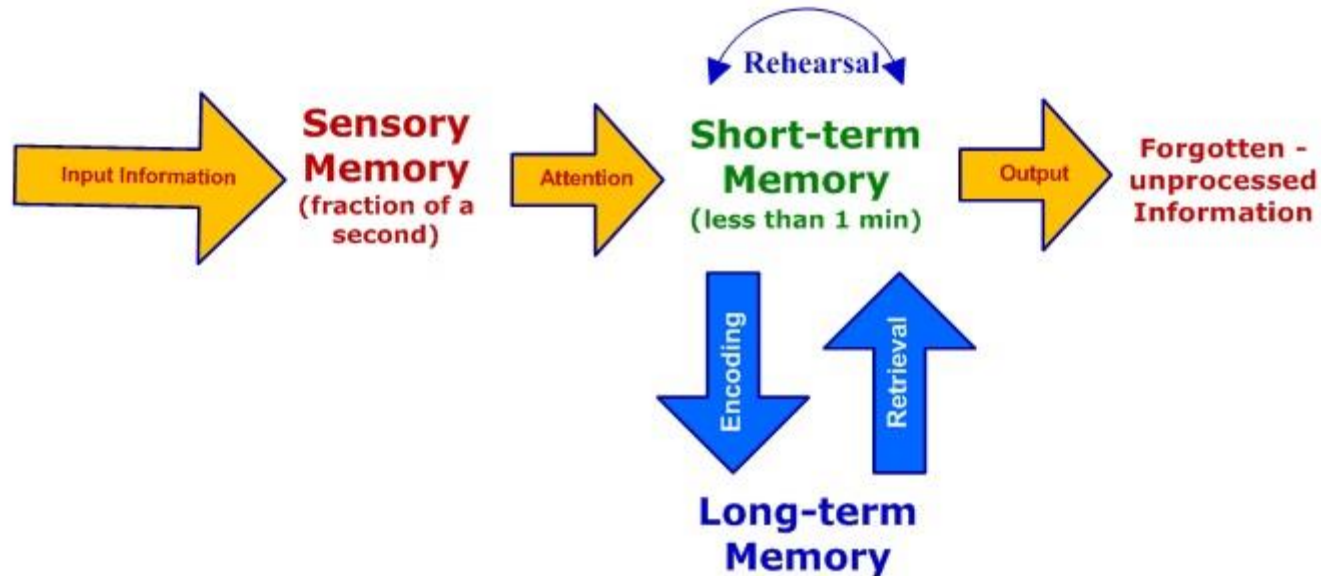 Rehearsal
Input Information
Sensory
Memory
(fraction of a
second)
Attention
Short-term
Memory
(less than 1 min)
Output
Forgotten -
unprocessed
Information
Encoding
Retrieval
Long-term
Memory